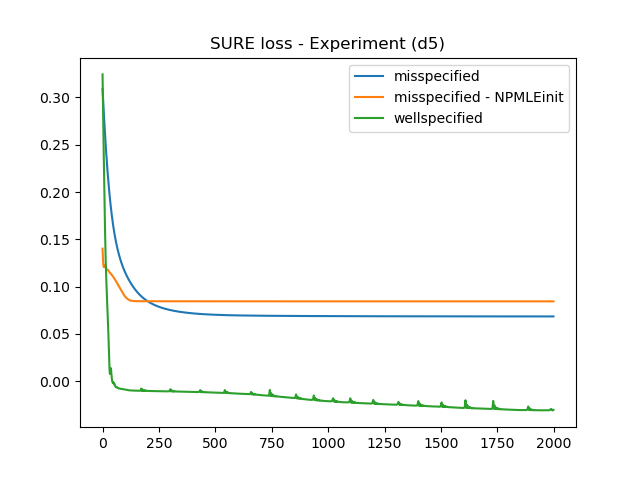 SURE loss - Experiment (d5)
misspecified
misspecified - NPMLEinit
wellspecified
0.30
0.25
0.20
0.15
0.10
0.05
0.00
0 250 500 750 1000 1250 1500 1750 2000